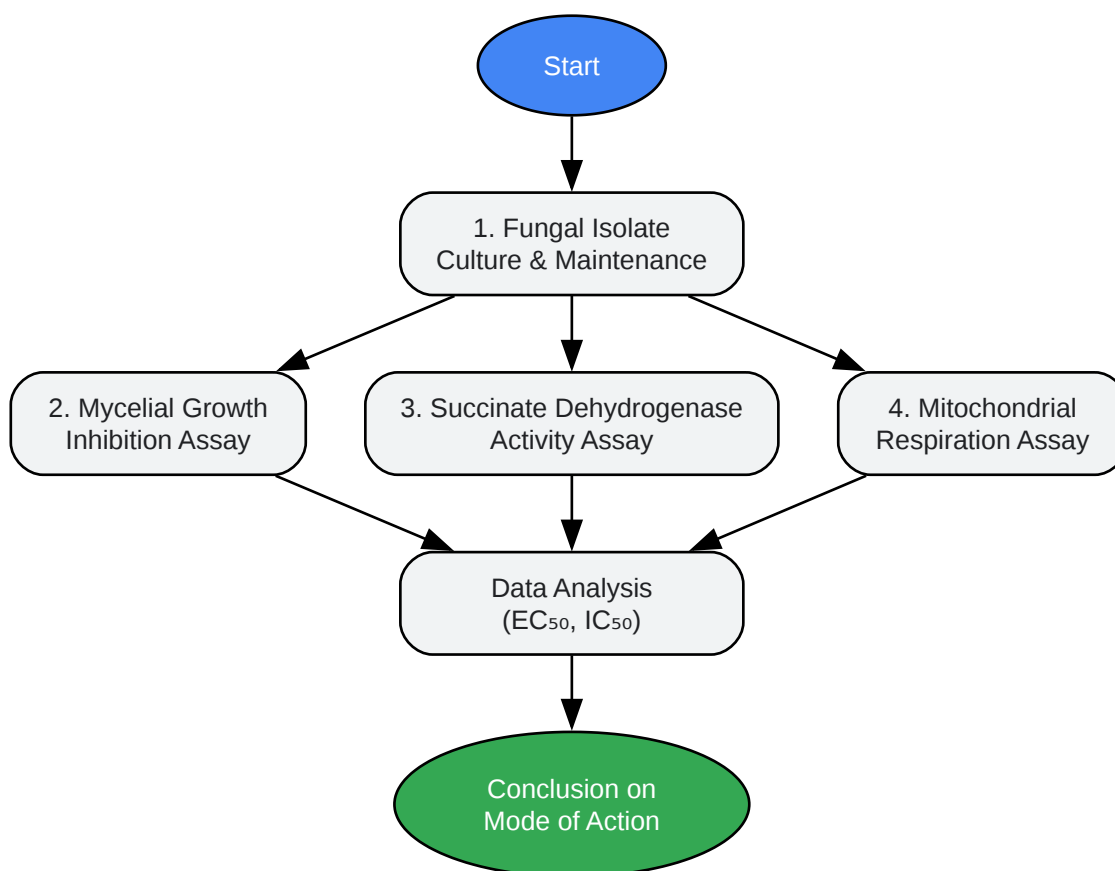 Start
1. Fungal Isolate
Culture & Maintenance
2. Mycelial Growth
Inhibition Assay
3. Succinate Dehydrogenase
Activity Assay
4. Mitochondrial
Respiration Assay
Data Analysis
(EC₅₀, IC₅₀)
Conclusion on
Mode of Action